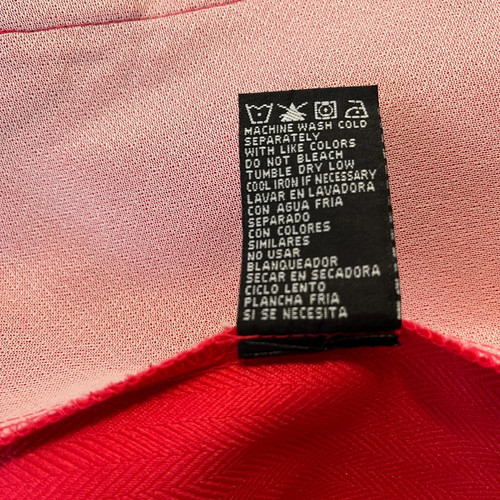 MACHINE WASH COLD
SEPARATELY
WITH LIKE COLORS
DO NOT BLEACH
TUMBLE DRY LOW
COOL IRON IF NECESSARY
LAVAR EN LAVADORA
CON AGUA FRIA
SEPARADO
CON COLORES
SIMILARES
NO USAR
BLANQUEADOR
SECAR EN SECADORA
CICLO LENTO
PLANCHA FRIA
SI SE NECESITA